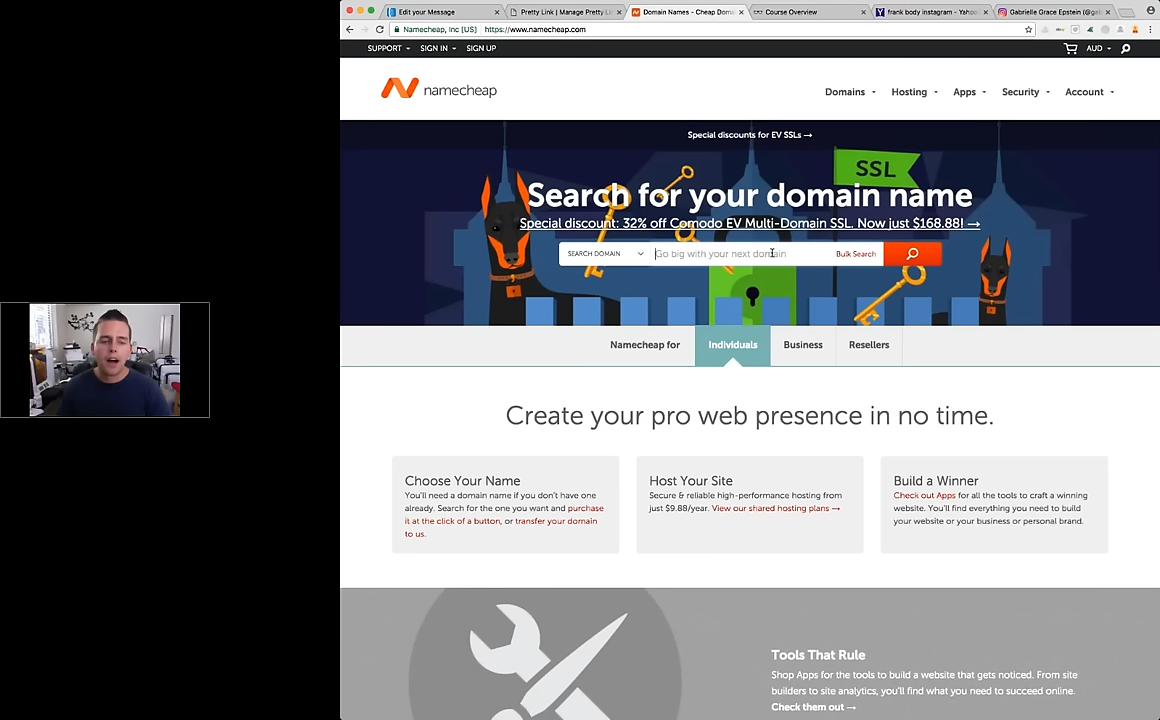 Edit your Message
Pretty Link | Manage Pretty Li
Domain Names - Cheap Dom
Course Overview
frank body instagram - Yahoo
Gabrielle Grace Epstein (@gab
Namecheap, Inc [US] https://www.namecheap.com
SUPPORT SIGN IN SIGN UP
AUD
namecheap
Domains Hosting Apps Security Account
Special discounts for EV SSLs →
SSL
Search for your domain name
Special discount: 32% off Comodo EV Multi-Domain SSL. Now just $168.88! →
SEARCH DOMAIN Go big with your next domain Bulk Search
Namecheap for Individuals Business Resellers
Create your pro web presence in no time.
Choose Your Name
You'll need a domain name if you don't have one
already. Search for the one you want and purchase
it at the click of a button, or transfer your domain
to us.
Host Your Site
Secure & reliable high-performance hosting from
just $9.88/year. View our shared hosting plans →
Build a Winner
Check out Apps for all the tools to craft a winning
website. You'll find everything you need to build
your website or your business or personal brand.
Tools That Rule
Shop Apps for the tools to build a website that gets noticed. From site
builders to site analytics, you'll find what you need to succeed online.
Check them out →